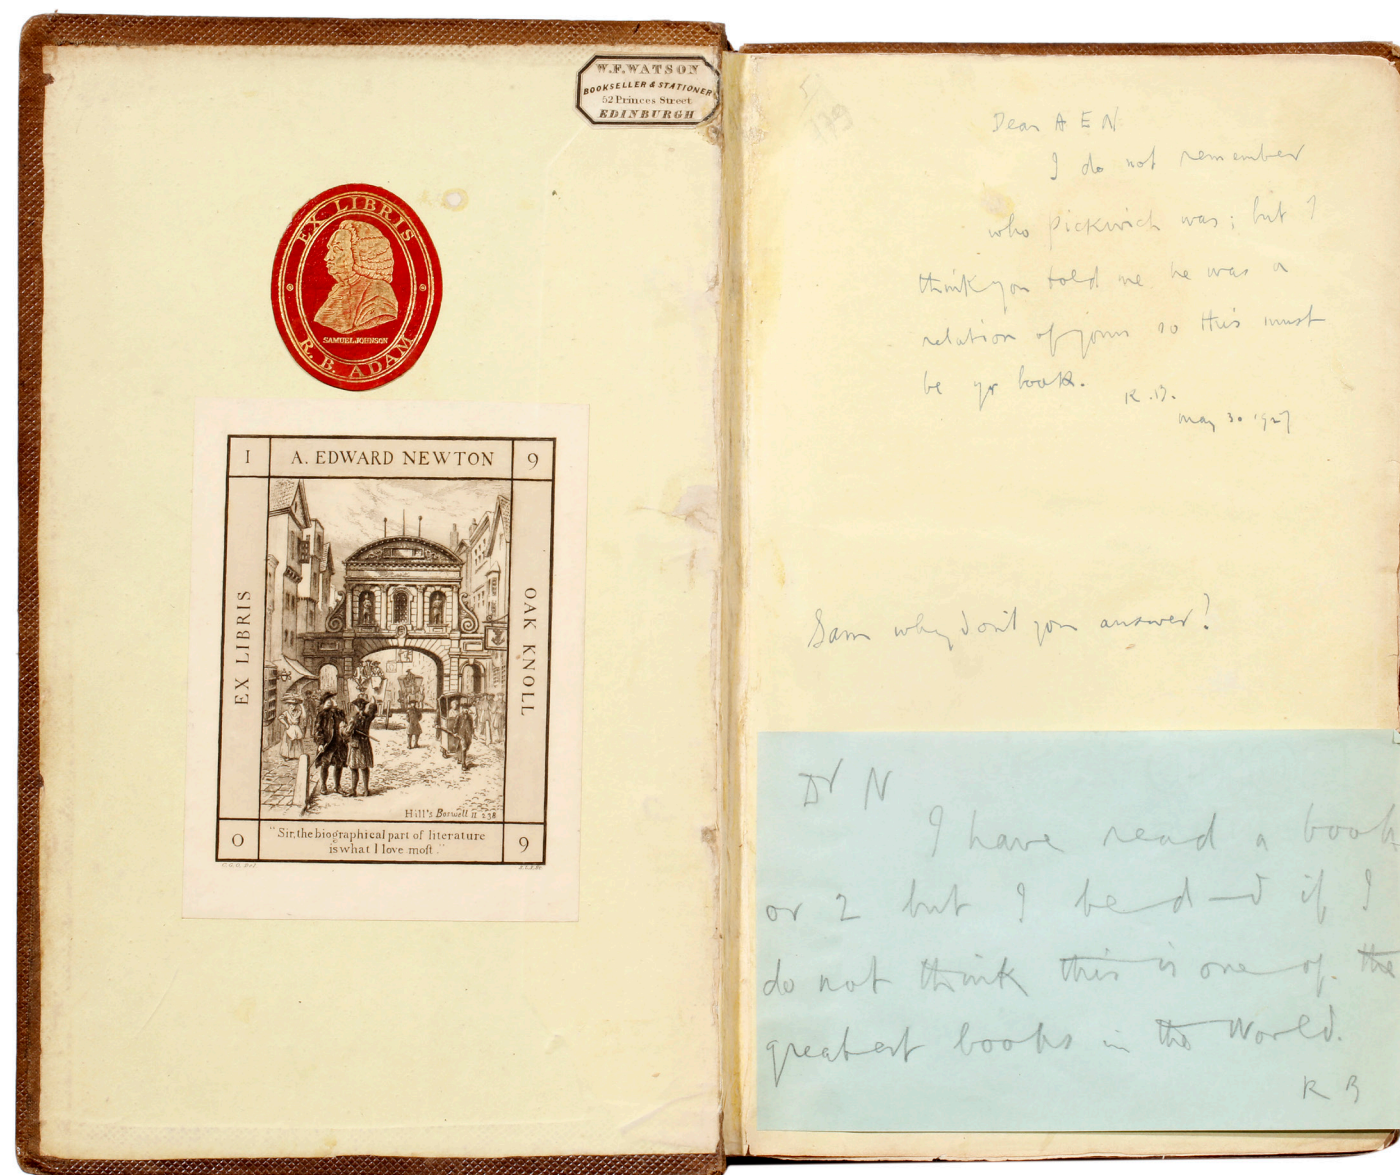 W.F.WATSON
BOOKSELLER & STATIONER
52 Princes Street
EDINBURGH
EX LIBRIS
SAMUEL JOHNSON
R. B. ADAM
I
A. EDWARD NEWTON
9
EX LIBRIS
OAK KNOLL
Hill's Boswell II 238
O
"Sir, the biographical part of literature
is what I love most."
9
Dear A E N
I do not remember
who Pickwick was; but I
think you told me he was a
relation of yours so this must
be yr book.
R.B.
May 30 1927
Sam why don't you answer?
Dr N
I have read a book
or 2 but I be d—d if I
do not think this is one of the
greatest books in the World.
R B